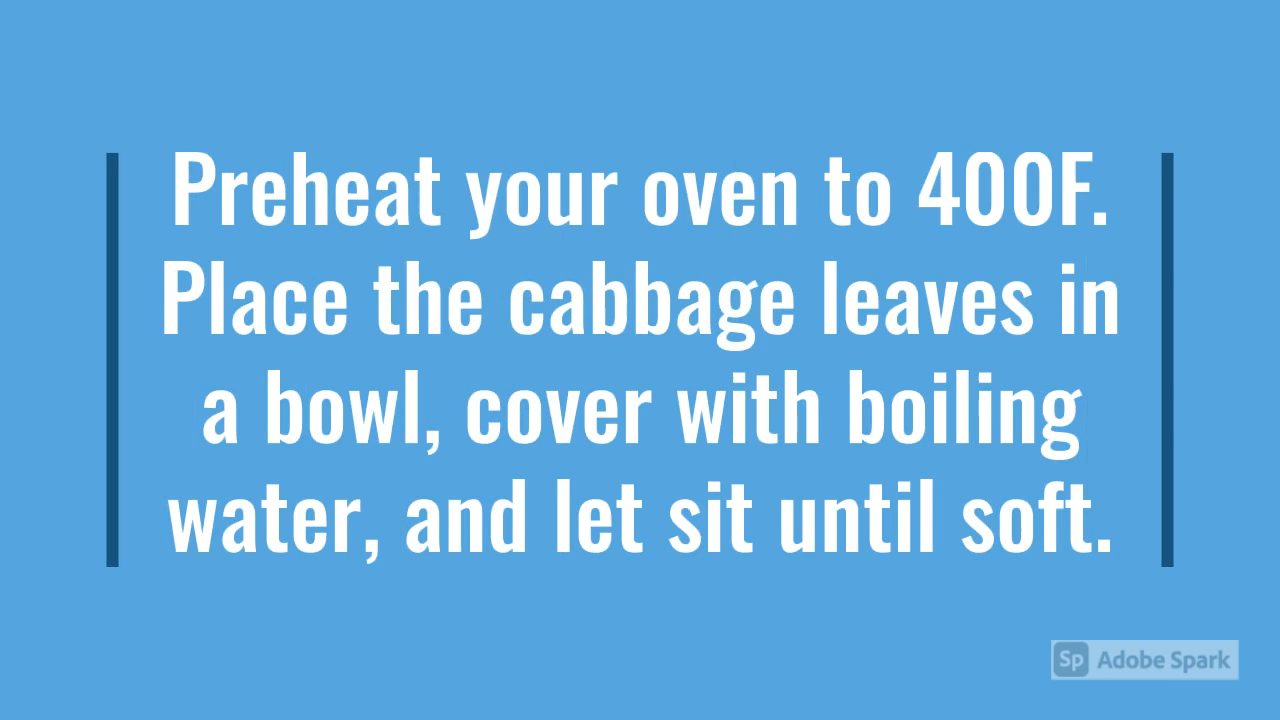 Preheat your oven to 400F.
Place the cabbage leaves in
a bowl, cover with boiling
water, and let sit until soft.
Sp Adobe Spark